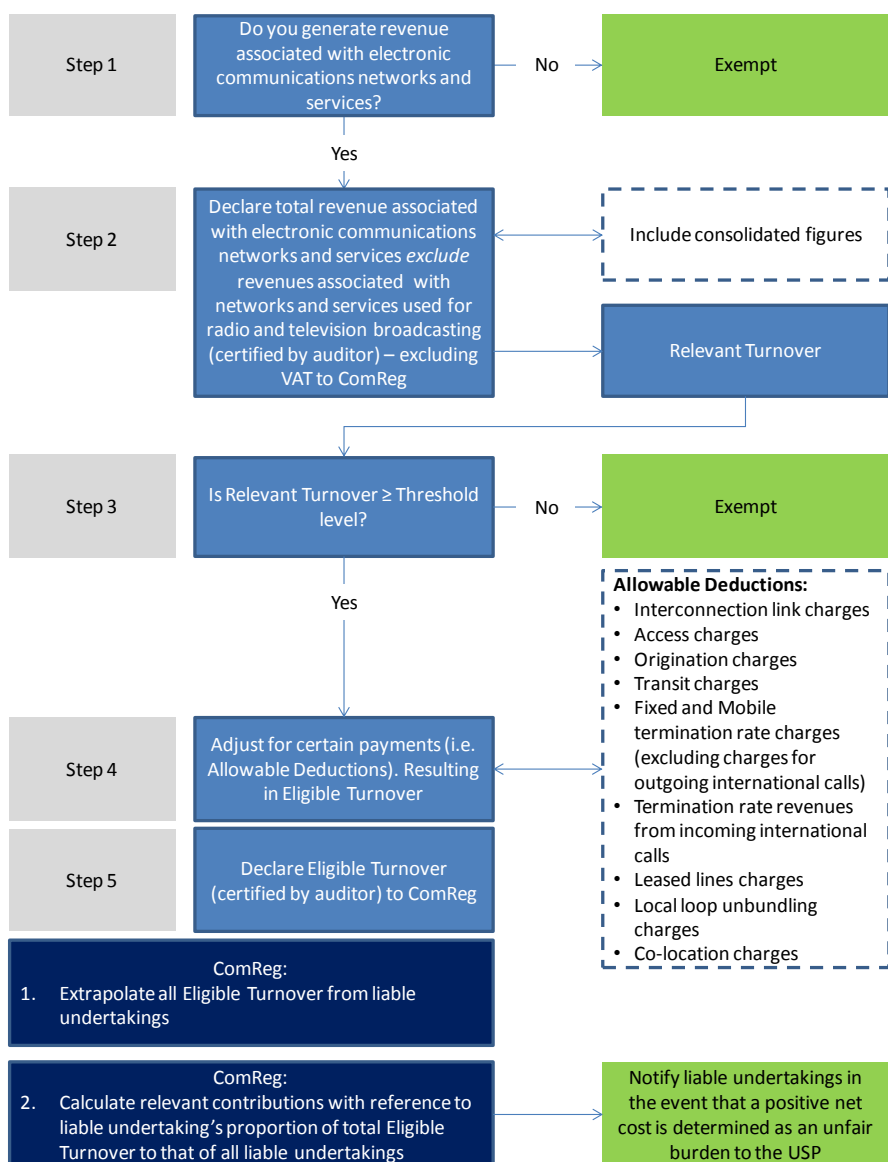 Step 1
Do you generate revenue
associated with electronic
communications networks and
services?
No
Exempt
Yes
Step 2
Declare total revenue associated
with electronic communications
networks and services exclude
revenues associated with
networks and services used for
radio and television broadcasting
(certified by auditor) – excluding
VAT to ComReg
Include consolidated figures
Relevant Turnover
Step 3
Is Relevant Turnover ≥ Threshold
level?
No
Exempt
Yes
Allowable Deductions:
• Interconnection link charges
• Access charges
• Origination charges
• Transit charges
• Fixed and Mobile
termination rate charges
(excluding charges for
outgoing international calls)
• Termination rate revenues
from incoming international
calls
• Leased lines charges
• Local loop unbundling
charges
• Co-location charges
Step 4
Adjust for certain payments (i.e.
Allowable Deductions). Resulting
in Eligible Turnover
Step 5
Declare Eligible Turnover
(certified by auditor) to ComReg
ComReg:
1. Extrapolate all Eligible Turnover from liable
undertakings
ComReg:
2. Calculate relevant contributions with reference to
liable undertaking's proportion of total Eligible
Turnover to that of all liable undertakings
Notify liable undertakings in
the event that a positive net
cost is determined as an unfair
burden to the USP